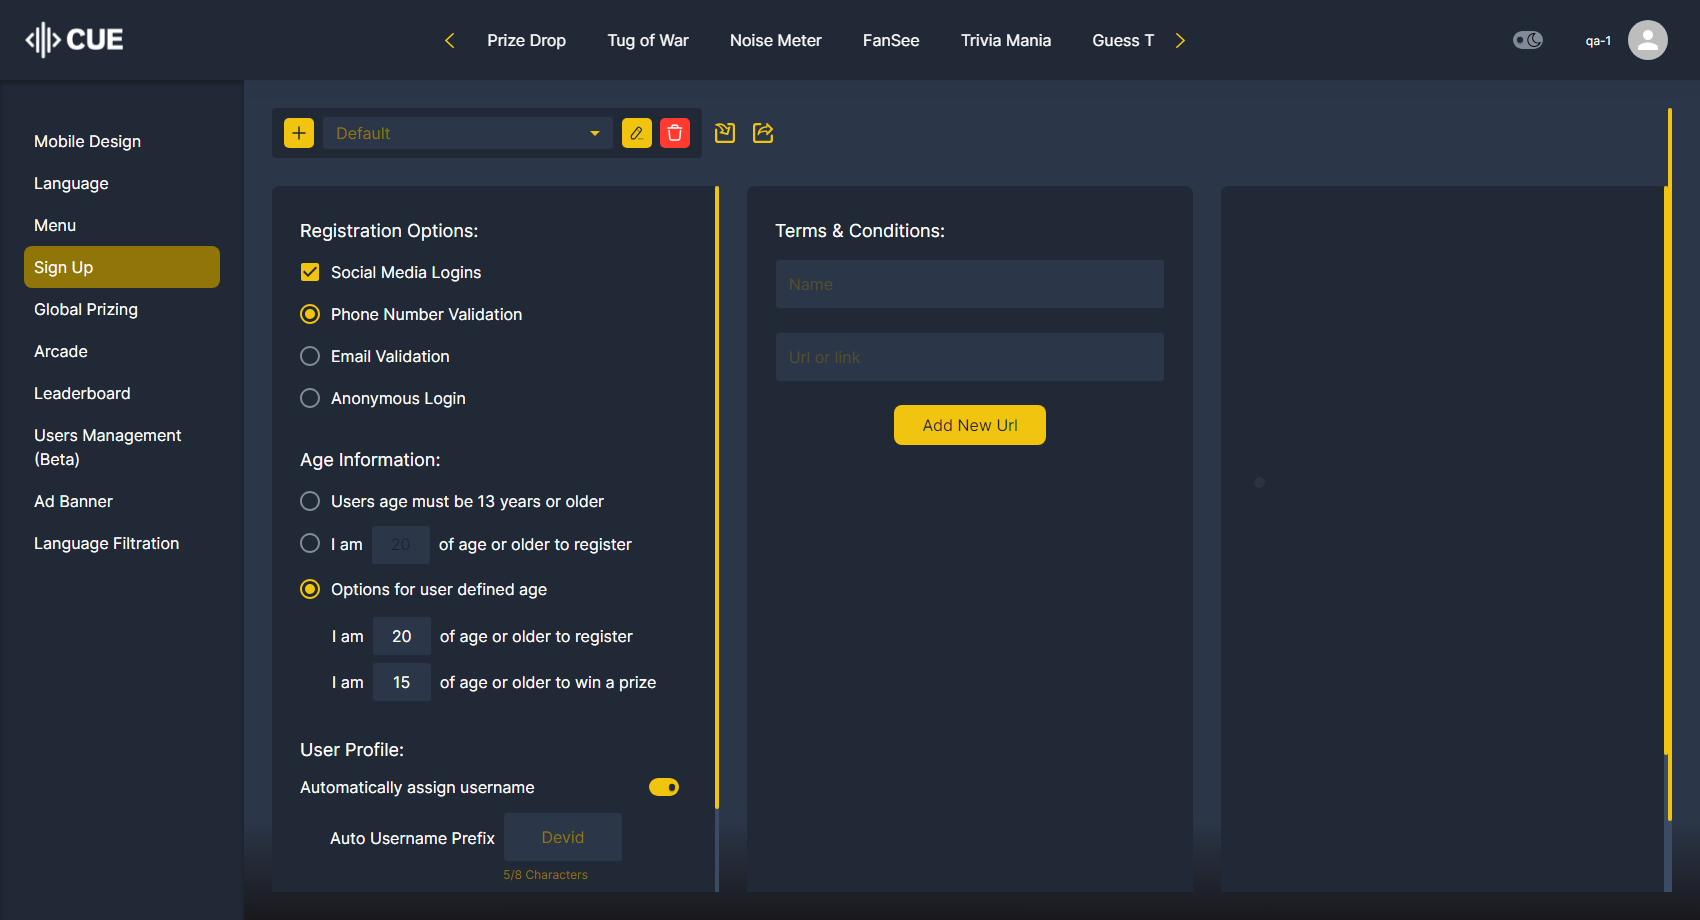 CUE
Prize Drop
Tug of War
Noise Meter
FanSee
Trivia Mania
Guess T
qa-1
Mobile Design
Language
Menu
Sign Up
Global Prizing
Arcade
Leaderboard
Users Management
(Beta)
Ad Banner
Language Filtration
Default
Registration Options:
Social Media Logins
Phone Number Validation
Email Validation
Anonymous Login
Age Information:
Users age must be 13 years or older
I am 20 of age or older to register
Options for user defined age
I am 20 of age or older to register
I am 15 of age or older to win a prize
User Profile:
Automatically assign username
Auto Username Prefix Devid
5/8 Characters
Terms & Conditions:
Name
Url or link
Add New Url